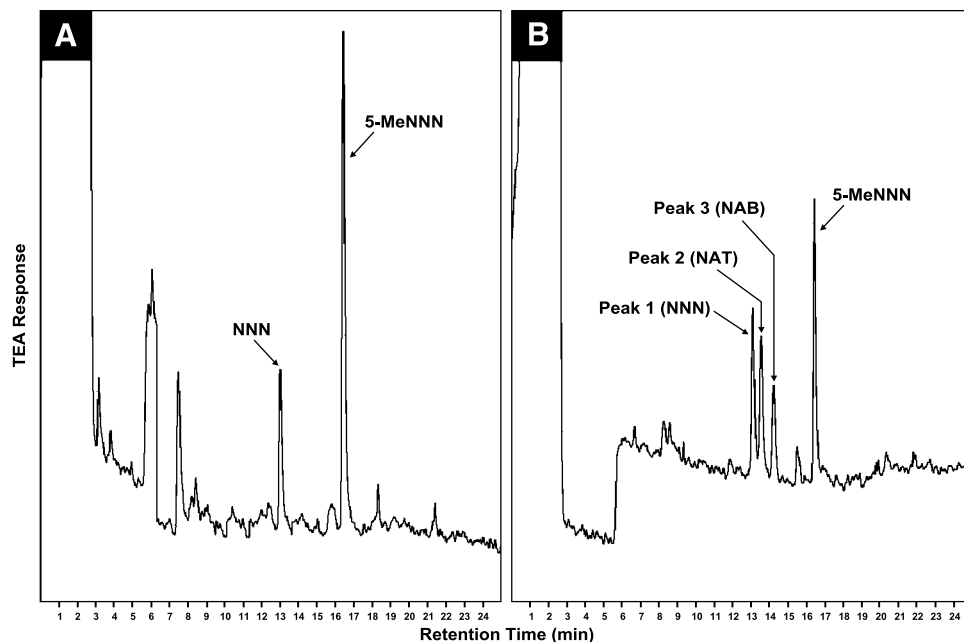 A
B
5-MeNNN
NNN
Peak 3 (NAB)
5-MeNNN
Peak 2 (NAT)
Peak 1 (NNN)
TEA Response
1 2 3 4 5 6 7 8 9 10 11 12 13 14 15 16 17 18 19 20 21 22 23 24
1 2 3 4 5 6 7 8 9 10 11 12 13 14 15 16 17 18 19 20 21 22 23 24
Retention Time (min)